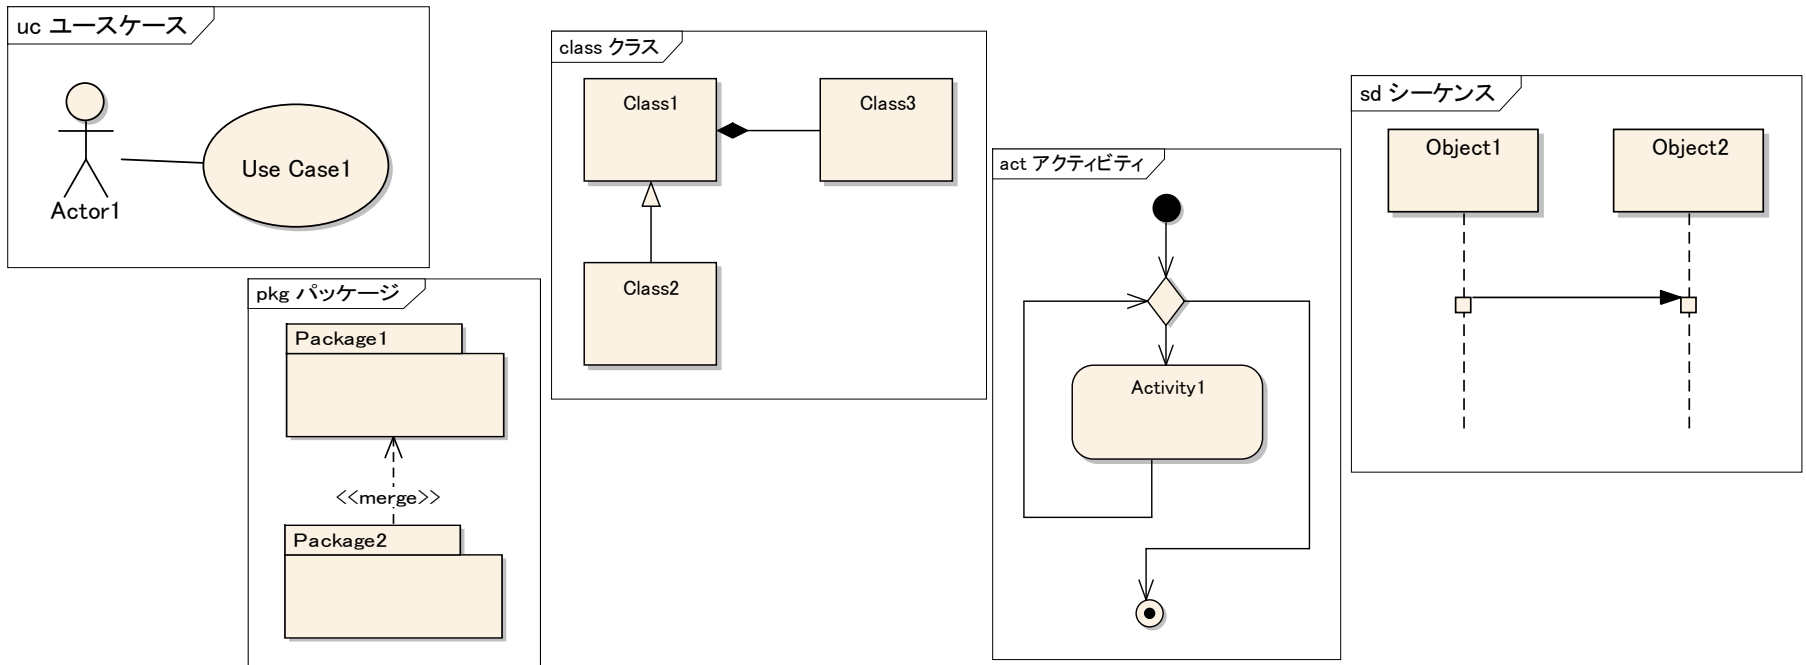 uc ユースケース
Actor1
Use Case1
pkg パッケージ
Package1
<<merge>>
Package2
class クラス
Class1
Class3
Class2
act アクティビティ
Activity1
sd シーケンス
Object1
Object2